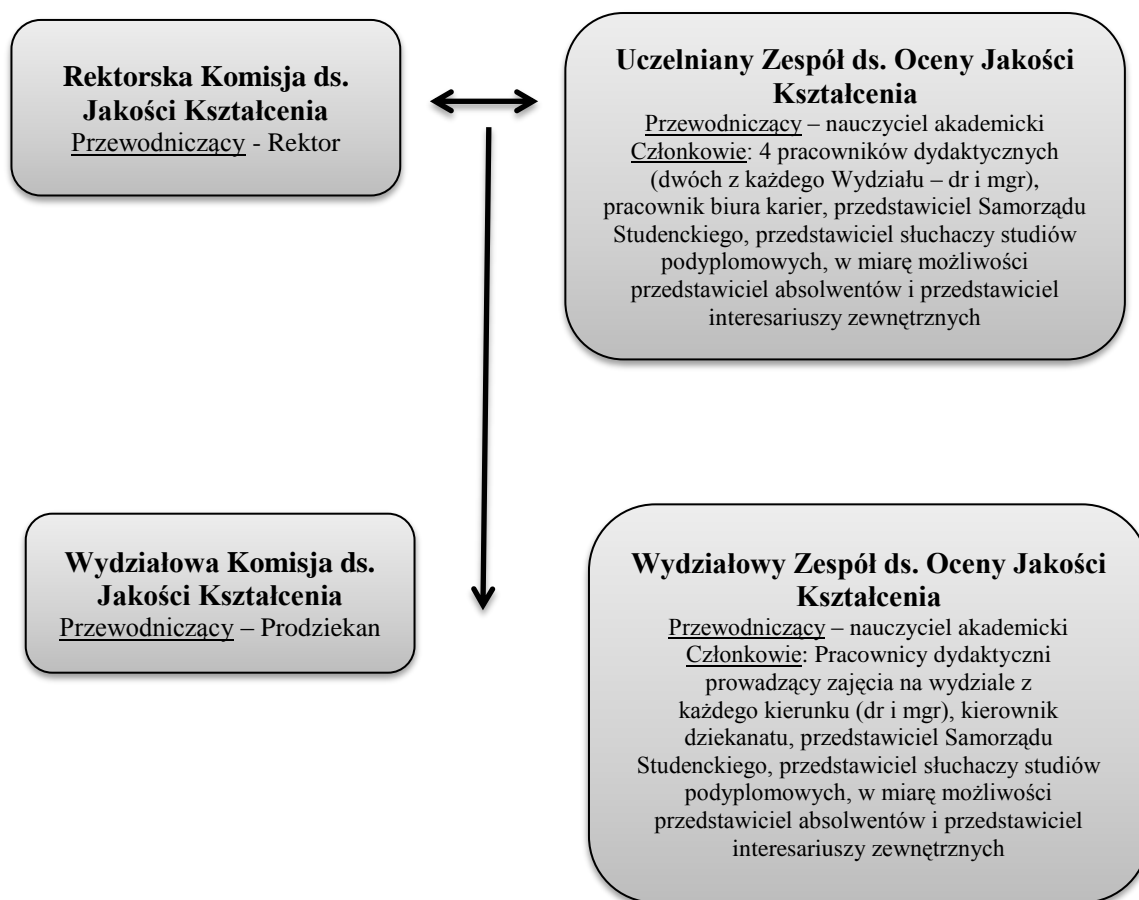 Rektorska Komisja ds.
Jakości Kształcenia
Przewodniczący - Rektor
Uczelniany Zespół ds. Oceny Jakości
Kształcenia
Przewodniczący – nauczyciel akademicki
Członkowie: 4 pracowników dydaktycznych
(dwóch z każdego Wydziału – dr i mgr),
pracownik biura karier, przedstawiciel Samorządu
Studenckiego, przedstawiciel słuchaczy studiów
podyplomowych, w miarę możliwości
przedstawiciel absolwentów i przedstawiciel
interesariuszy zewnętrznych
Wydziałowa Komisja ds.
Jakości Kształcenia
Przewodniczący – Prodziekan
Wydziałowy Zespół ds. Oceny Jakości
Kształcenia
Przewodniczący – nauczyciel akademicki
Członkowie: Pracownicy dydaktyczni
prowadzący zajęcia na wydziale z
każdego kierunku (dr i mgr), kierownik
dziekanatu, przedstawiciel Samorządu
Studenckiego, przedstawiciel słuchaczy studiów
podyplomowych, w miarę możliwości
przedstawiciel absolwentów i przedstawiciel
interesariuszy zewnętrznych